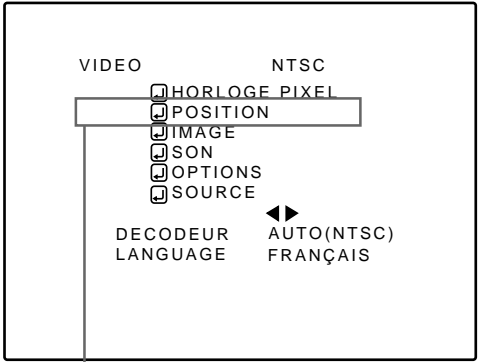 VIDEO NTSC
HORLOGE PIXEL
POSITION
IMAGE
SON
OPTIONS
SOURCE
DECODEUR AUTO(NTSC)
LANGUAGE FRANÇAIS